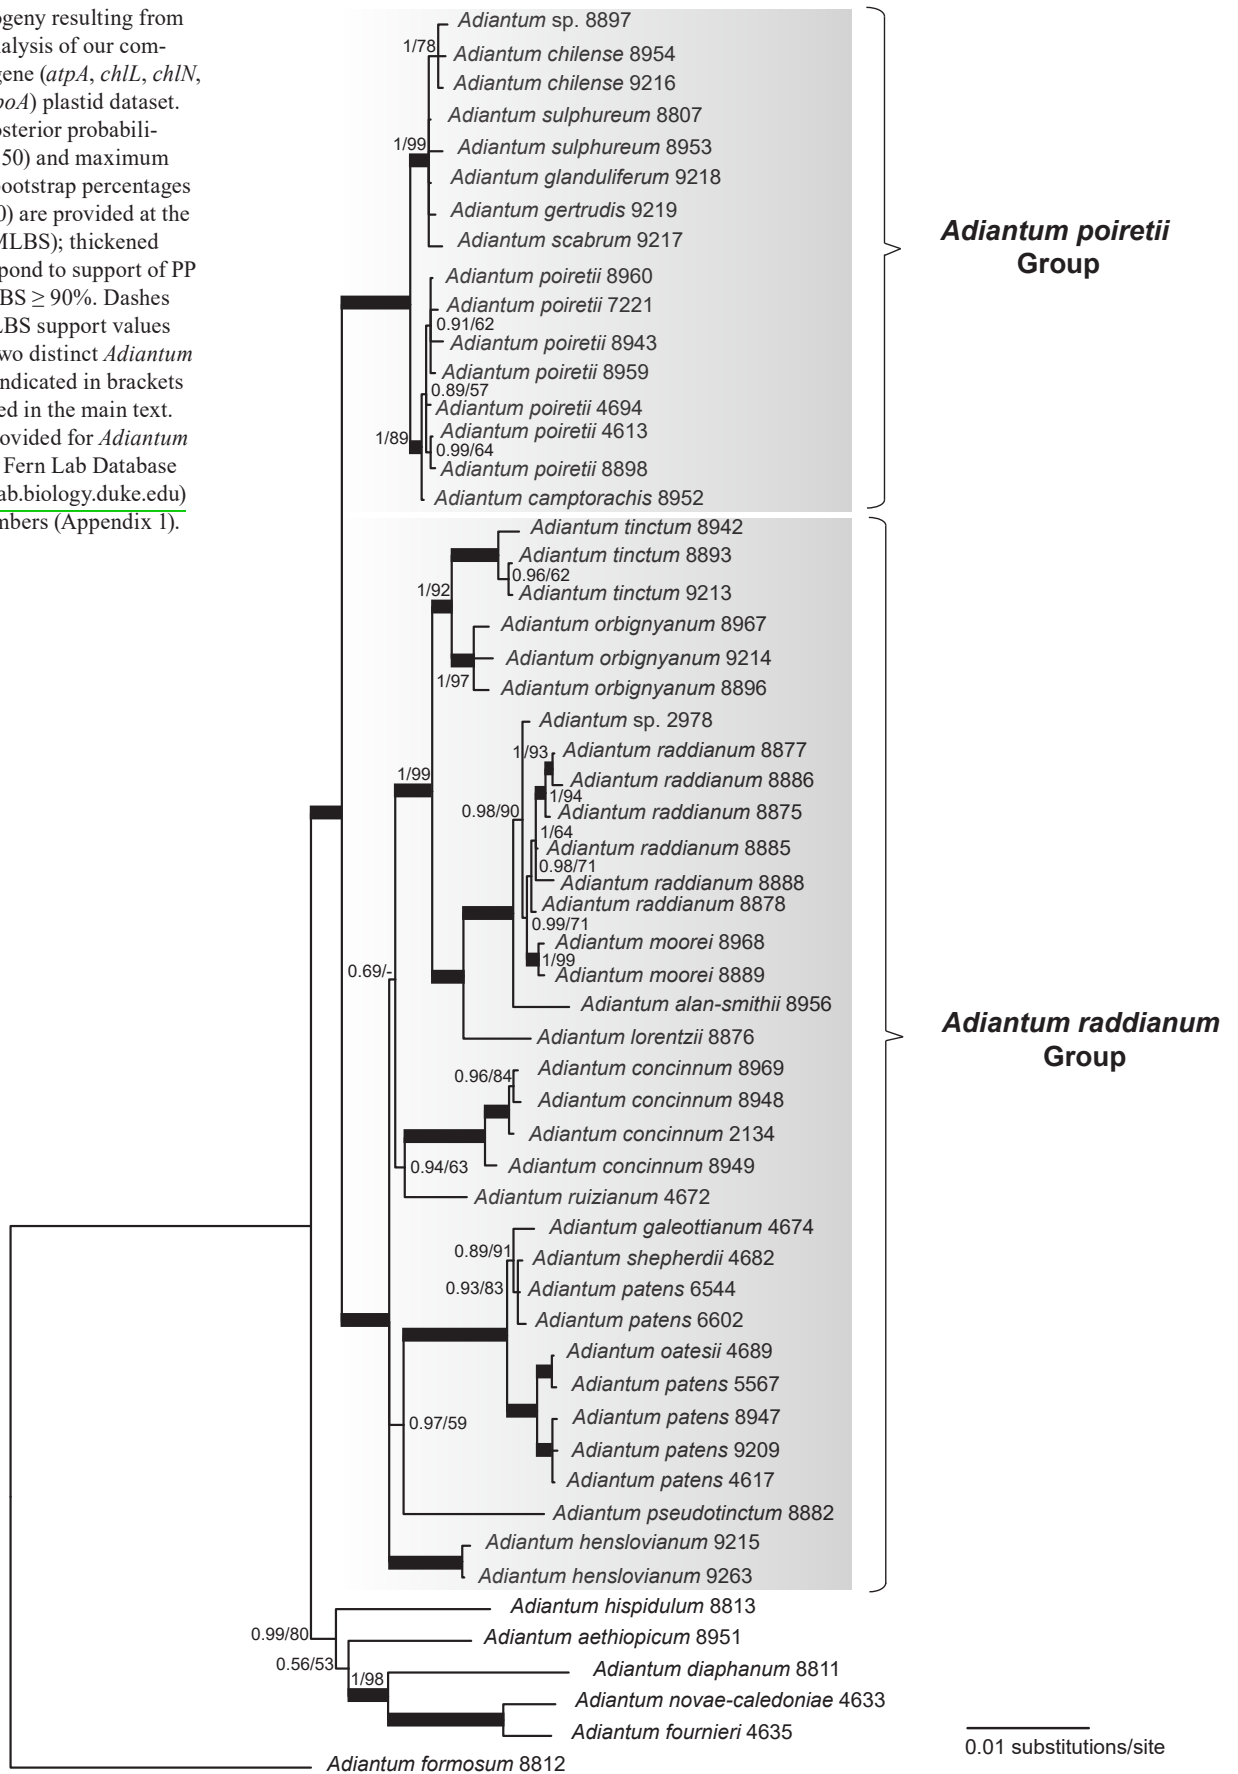 ogeny resulting from
alysis of our com-
gene (atpA, chlL, chlN,
poA) plastid dataset.
osterior probabili-
50) and maximum
bootstrap percentages
0) are provided at the
MLBS); thickened
pond to support of PP
BS ≥ 90%. Dashes
LBS support values
wo distinct Adiantum
indicated in brackets
ed in the main text.
ovided for Adiantum
Fern Lab Database
ab.biology.duke.edu)
mbers (Appendix 1).
Adiantum sp. 8897
1/78
Adiantum chilense 8954
Adiantum chilense 9216
Adiantum sulphureum 8807
1/99
Adiantum sulphureum 8953
Adiantum glanduliferum 9218
Adiantum gertrudis 9219
Adiantum scabrum 9217
Adiantum poiretii
Group
Adiantum poiretii 8960
Adiantum poiretii 7221
0.91/62
Adiantum poiretii 8943
Adiantum poiretii 8959
0.89/57
Adiantum poiretii 4694
Adiantum poiretii 4613
1/89
0.99/64
Adiantum poiretii 8898
Adiantum camptorachis 8952
Adiantum tinctum 8942
Adiantum tinctum 8893
0.96/62
1/92
Adiantum tinctum 9213
Adiantum orbignyanum 8967
Adiantum orbignyanum 9214
1/97
Adiantum orbignyanum 8896
Adiantum sp. 2978
1/93
Adiantum raddianum 8877
1/99
Adiantum raddianum 8886
1/94
0.98/90
Adiantum raddianum 8875
1/64
Adiantum raddianum 8885
0.98/71
Adiantum raddianum 8888
Adiantum raddianum 8878
0.99/71
Adiantum moorei 8968
1/99
0.69/-
Adiantum moorei 8889
Adiantum alan-smithii 8956
Adiantum raddianum
Group
Adiantum lorentzii 8876
0.96/84
Adiantum concinnum 8969
Adiantum concinnum 8948
Adiantum concinnum 2134
0.94/63
Adiantum concinnum 8949
Adiantum ruizianum 4672
Adiantum galeottianum 4674
0.89/91
Adiantum shepherdii 4682
0.93/83
Adiantum patens 6544
Adiantum patens 6602
Adiantum oatesii 4689
Adiantum patens 5567
Adiantum patens 8947
0.97/59
Adiantum patens 9209
Adiantum patens 4617
Adiantum pseudotinctum 8882
Adiantum henslovianum 9215
Adiantum henslovianum 9263
Adiantum hispidulum 8813
0.99/80
Adiantum aethiopicum 8951
0.56/53
1/98
Adiantum diaphanum 8811
Adiantum novae-caledoniae 4633
Adiantum fournieri 4635
0.01 substitutions/site
Adiantum formosum 8812